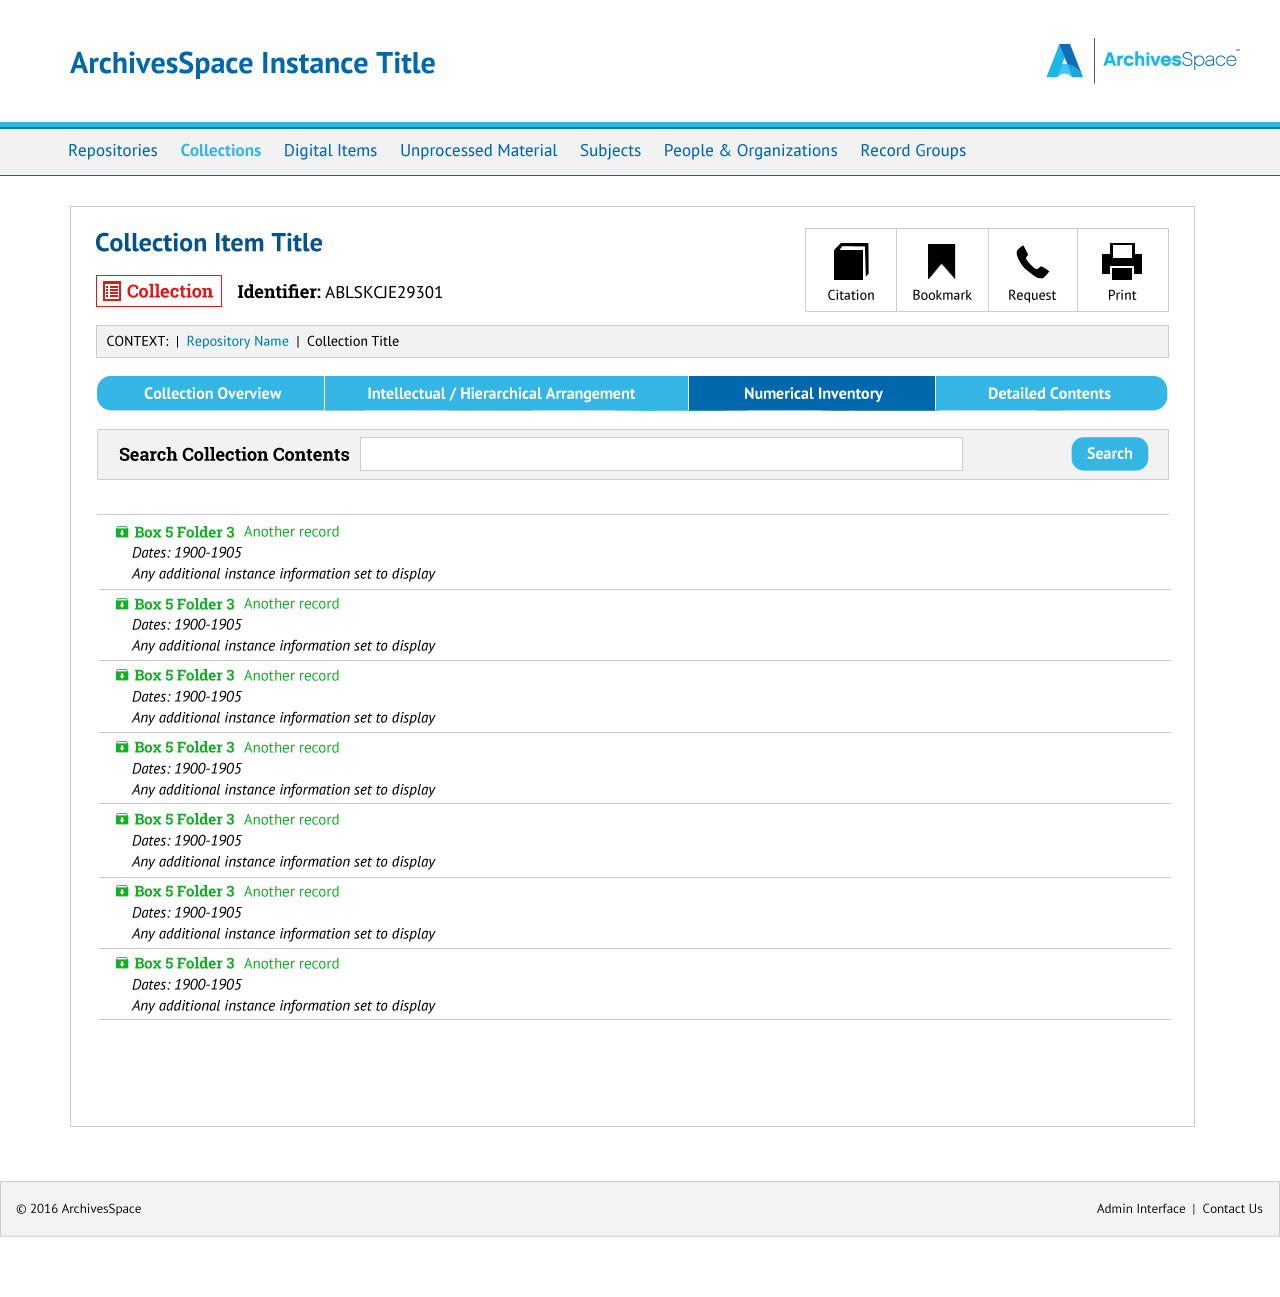 ArchivesSpace Instance Title
ArchivesSpace™
Repositories Collections Digital Items Unprocessed Material Subjects People & Organizations Record Groups
Collection Item Title
Citation Bookmark Request Print
Collection Identifier: ABLSKCJE29301
CONTEXT: | Repository Name | Collection Title
Collection Overview Intellectual / Hierarchical Arrangement Numerical Inventory Detailed Contents
Search Collection Contents Search
Box 5 Folder 3 Another record
Dates: 1900-1905
Any additional instance information set to display
Box 5 Folder 3 Another record
Dates: 1900-1905
Any additional instance information set to display
Box 5 Folder 3 Another record
Dates: 1900-1905
Any additional instance information set to display
Box 5 Folder 3 Another record
Dates: 1900-1905
Any additional instance information set to display
Box 5 Folder 3 Another record
Dates: 1900-1905
Any additional instance information set to display
Box 5 Folder 3 Another record
Dates: 1900-1905
Any additional instance information set to display
Box 5 Folder 3 Another record
Dates: 1900-1905
Any additional instance information set to display
© 2016 ArchivesSpace Admin Interface | Contact Us